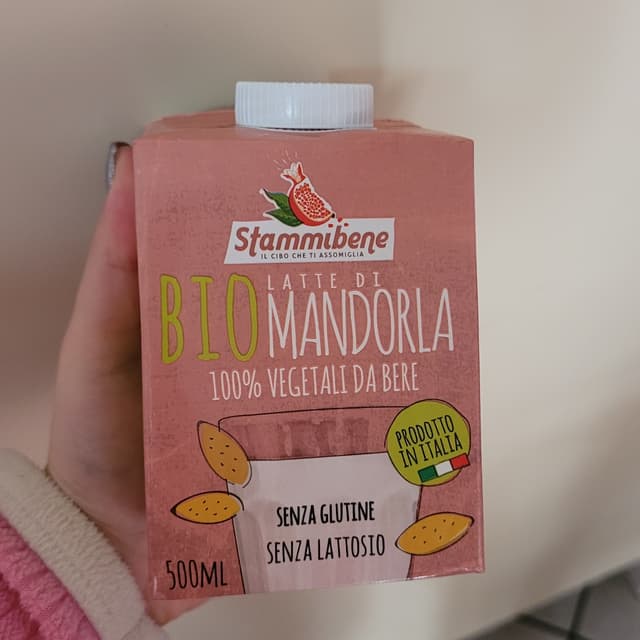 Stammibene
IL CIBO CHE TI ASSOMIGLIA
BIO
LATTE DI
MANDORLA
100% VEGETALI DA BERE
PRODOTTO
IN ITALIA
SENZA GLUTINE
SENZA LATTOSIO
500ML